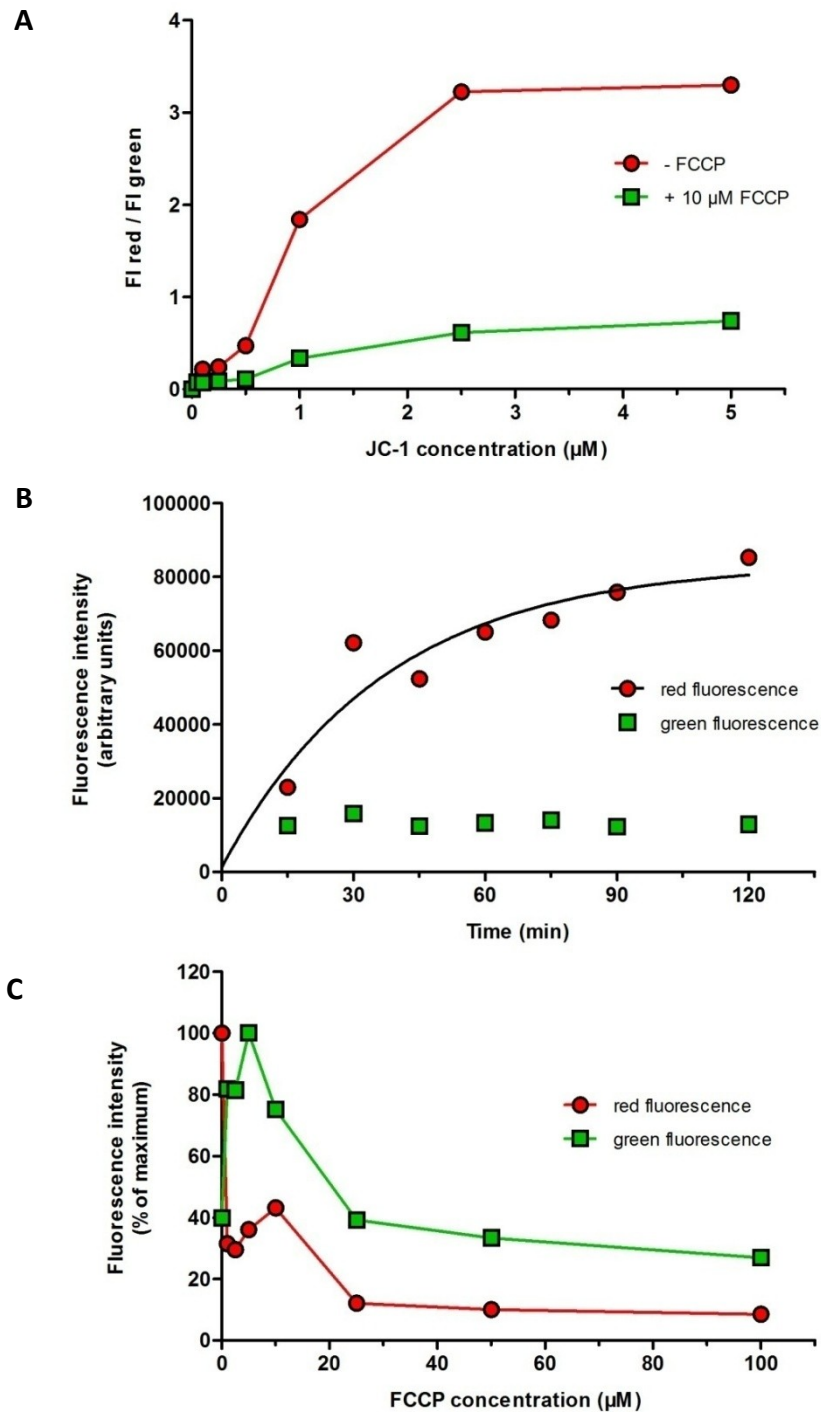 A
FI red / FI green
4
3
2
1
0
- FCCP
+ 10 µM FCCP
0 1 2 3 4 5
JC-1 concentration (µM)
B
Fluorescence intensity
(arbitrary units)
100000
80000
60000
40000
20000
0
red fluorescence
green fluorescence
0 30 60 90 120
Time (min)
C
Fluorescence intensity
(% of maximum)
120
100
80
60
40
20
0
red fluorescence
green fluorescence
0 20 40 60 80 100
FCCP concentration (µM)